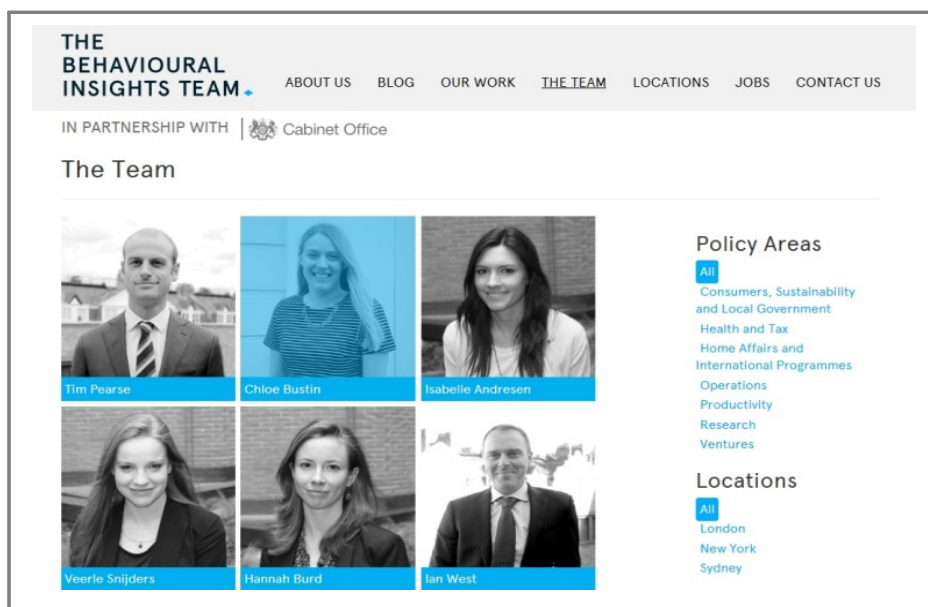 THE
BEHAVIOURAL
INSIGHTS TEAM
ABOUT US BLOG OUR WORK THE TEAM LOCATIONS JOBS CONTACT US
IN PARTNERSHIP WITH Cabinet Office
The Team
Tim Pearse Chloe Bustin Isabelle Andresen
Veerle Snijders Hannah Burd Ian West
Policy Areas
All
Consumers, Sustainability
and Local Government
Health and Tax
Home Affairs and
International Programmes
Operations
Productivity
Research
Ventures
Locations
All
London
New York
Sydney